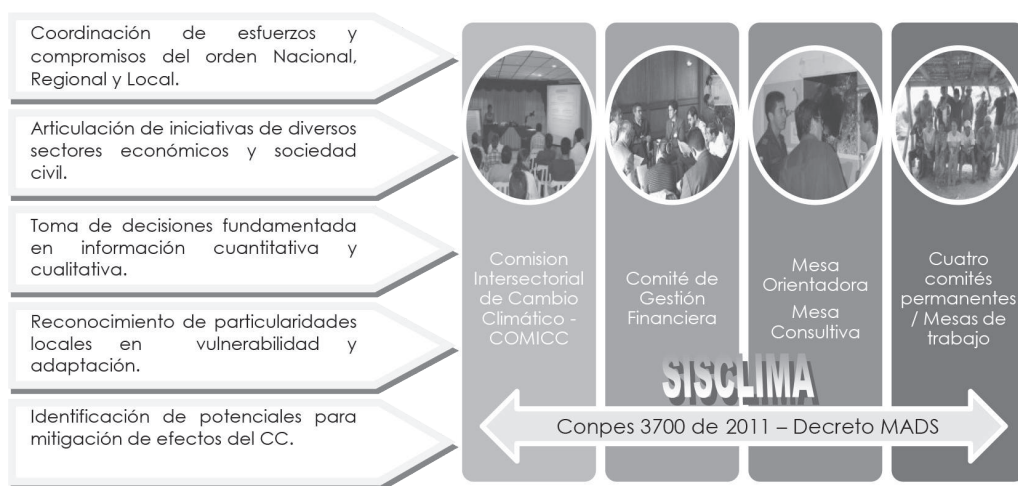 Coordinación de esfuerzos y
compromisos del orden Nacional,
Regional y Local.
Articulación de iniciativas de diversos
sectores económicos y sociedad
civil.
Toma de decisiones fundamentada
en información cuantitativa y
cualitativa.
Reconocimiento de particularidades
locales en vulnerabilidad y
adaptación.
Identificación de potenciales para
mitigación de efectos del CC.
Comision
Intersectorial
de Cambio
Climático -
COMICC
Comité de
Gestión
Financiera
Mesa
Orientadora
Mesa
Consultiva
Cuatro
comités
permanentes
/ Mesas de
trabajo
SISCLIMA
Conpes 3700 de 2011 – Decreto MADS